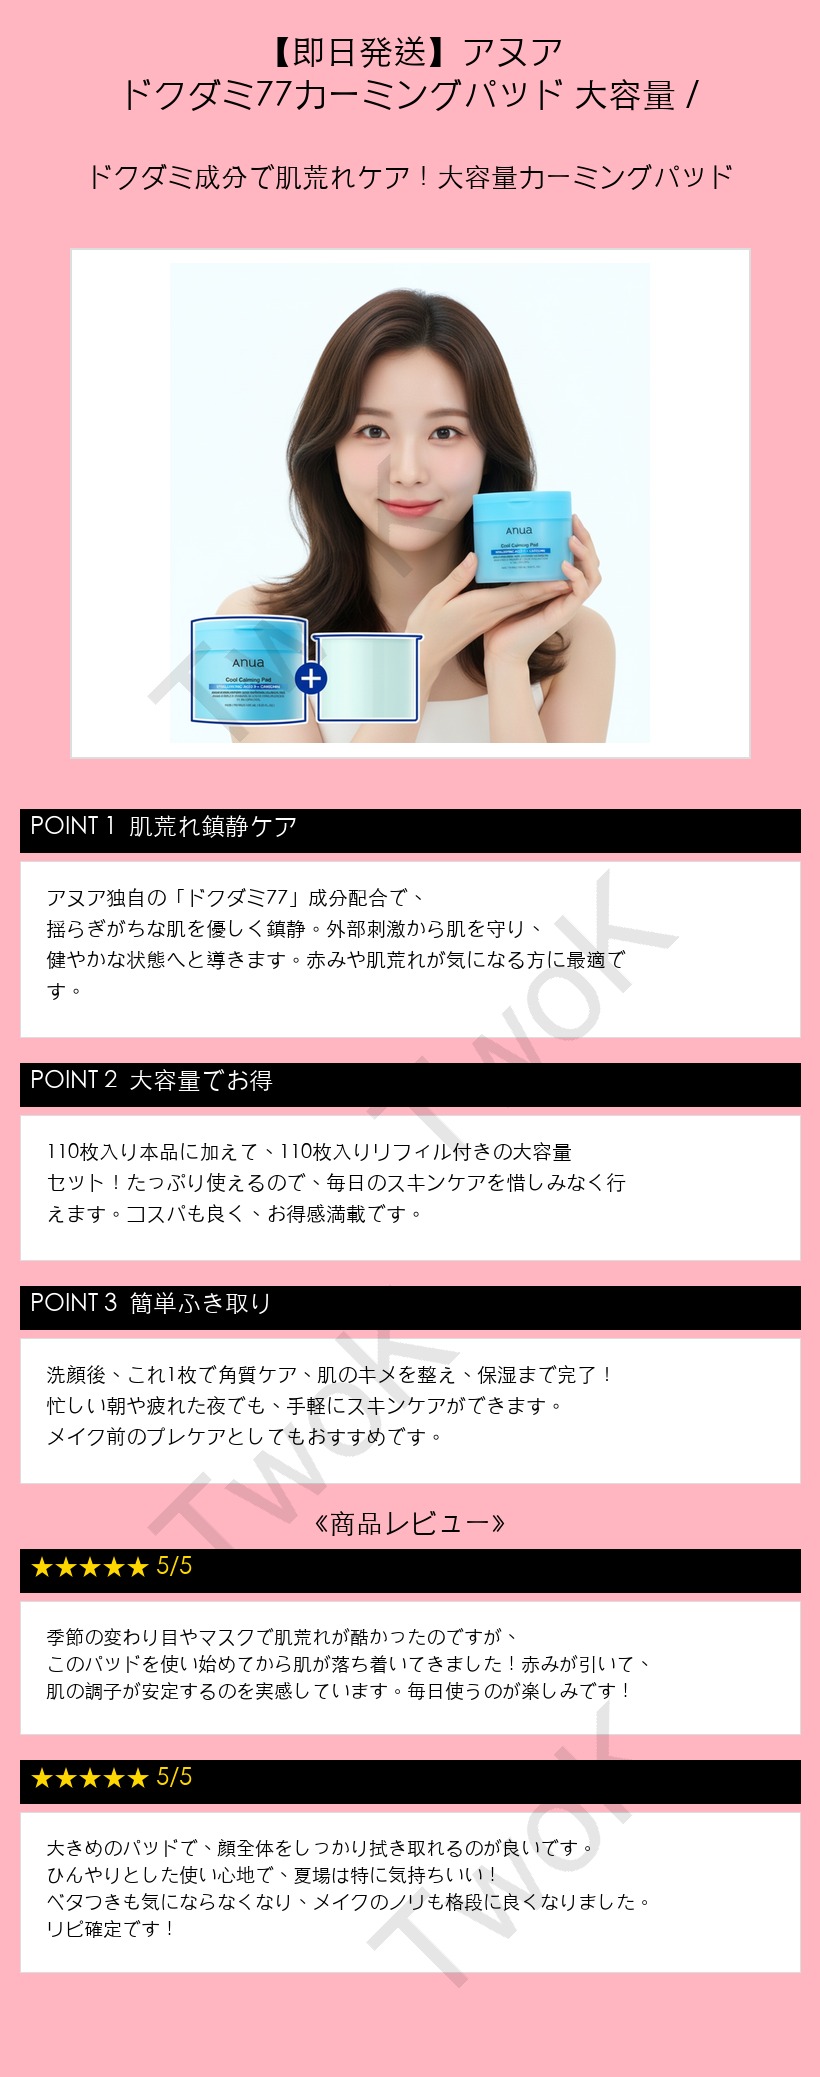 【即日発送】アヌア
ドクダミ77カーミングパッド 大容量 /
ドクダミ成分で肌荒れケア！大容量カーミングパッド
Anua
Cool Calming Pad
Anua
Cool Calming Pad
+
POINT 1 肌荒れ鎮静ケア
アヌア独自の「ドクダミ77」成分配合で、
揺らぎがちな肌を優しく鎮静。外部刺激から肌を守り、
健やかな状態へと導きます。赤みや肌荒れが気になる方に最適で
す。
POINT 2 大容量でお得
110枚入り本品に加えて、110枚入りリフィル付きの大容量
セット！たっぷり使えるので、毎日のスキンケアを惜しみなく行
えます。コスパも良く、お得感満載です。
POINT 3 簡単ふき取り
洗顔後、これ1枚で角質ケア、肌のキメを整え、保湿まで完了！
忙しい朝や疲れた夜でも、手軽にスキンケアができます。
メイク前のプレケアとしてもおすすめです。
《商品レビュー》
★★★★★ 5/5
季節の変わり目やマスクで肌荒れが酷かったのですが、
このパッドを使い始めてから肌が落ち着いてきました！赤みが引いて、
肌の調子が安定するのを実感しています。毎日使うのが楽しみです！
★★★★★ 5/5
大きめのパッドで、顔全体をしっかり拭き取れるのが良いです。
ひんやりとした使い心地で、夏場は特に気持ちいい！
ベタつきも気にならなくなり、メイクのノリも格段に良くなりました。
リピ確定です！
TwoK
TwoK
TwoK
TwoK